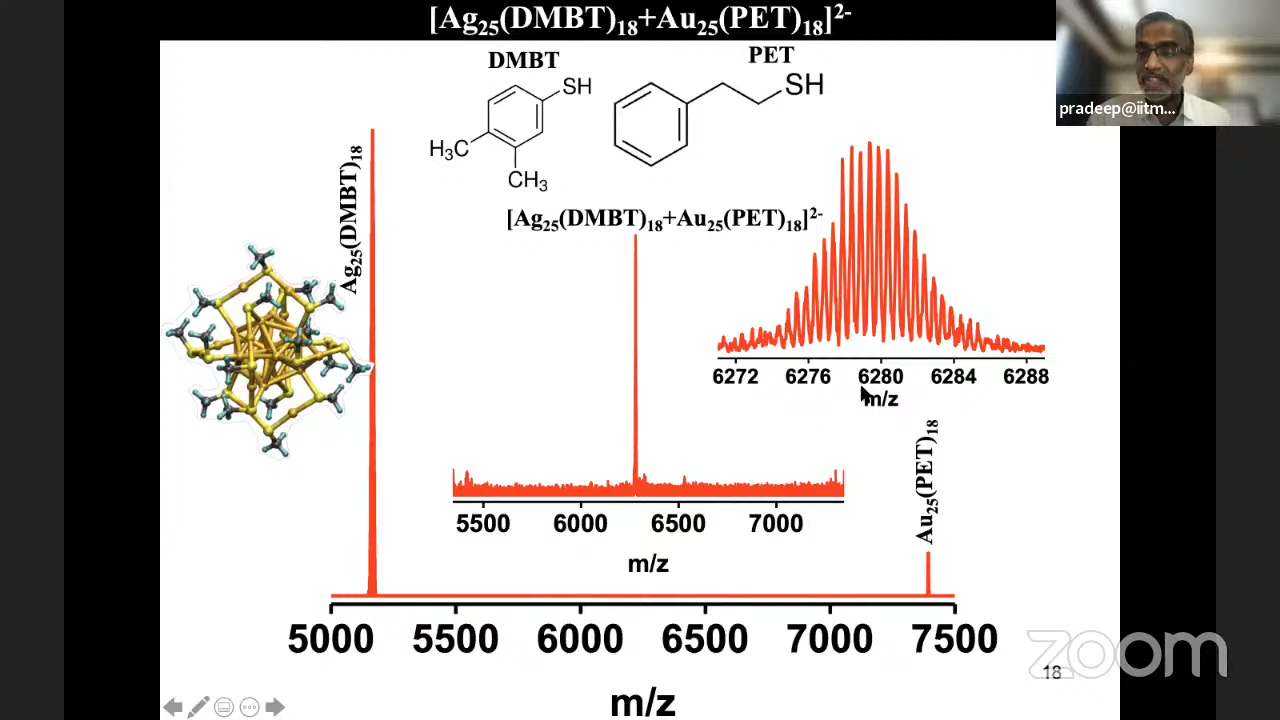 [Ag₂₅(DMBT)₁₈+Au₂₅(PET)₁₈]²⁻
pradeep@iitm...
DMBT
SH
H₃C
CH₃
PET
SH
Ag₂₅(DMBT)₁₈
[Ag₂₅(DMBT)₁₈+Au₂₅(PET)₁₈]²⁻
6272 6276 6280 6284 6288
m/z
Au₂₅(PET)₁₈
5500 6000 6500 7000
m/z
5000 5500 6000 6500 7000 7500
m/z
zoom
18